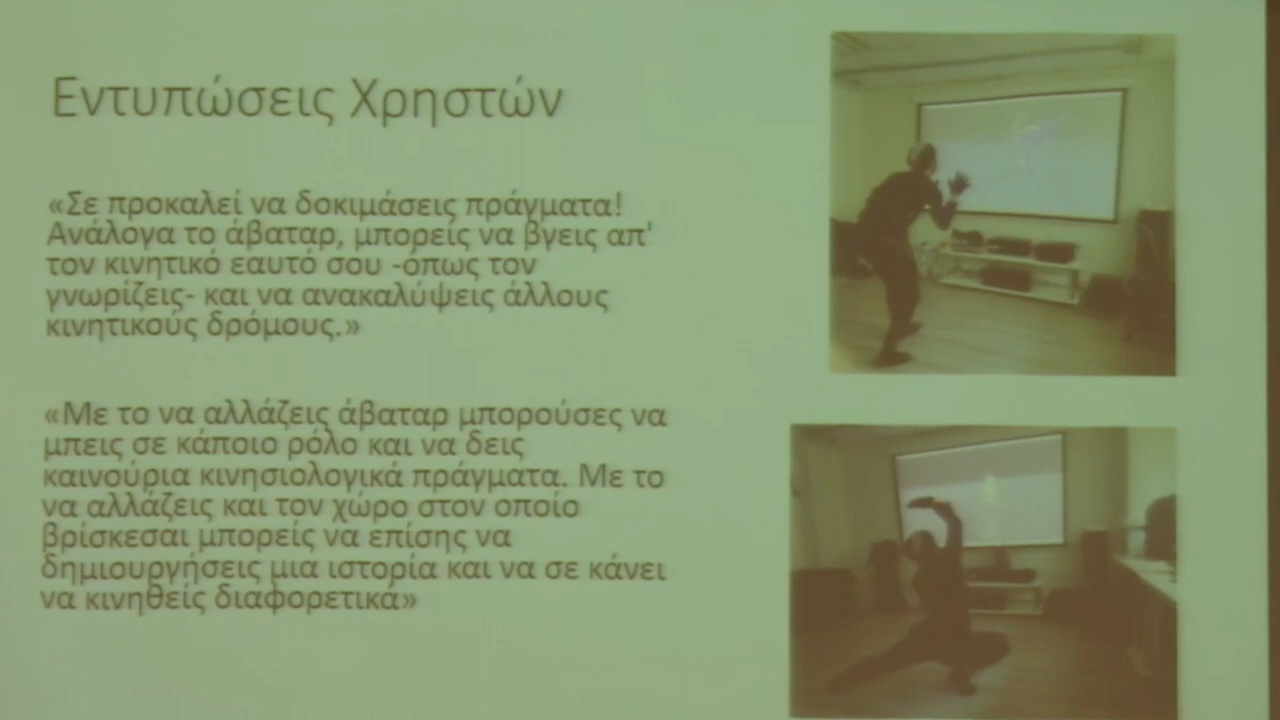 Εντυπώσεις Χρηστών
«Σε προκαλεί να δοκιμάσεις πράγματα!
Ανάλογα το άβαταρ, μπορείς να βγεις απ'
τον κινητικό εαυτό σου -όπως τον
γνωρίζεις- και να ανακαλύψεις άλλους
κινητικούς δρόμους.»
«Με το να αλλάζεις άβαταρ μπορούσες να
μπεις σε κάποιο ρόλο και να δεις
καινούρια κινησιολογικά πράγματα. Με το
να αλλάζεις και τον χώρο στον οποίο
βρίσκεσαι μπορείς να επίσης να
δημιουργήσεις μια ιστορία και να σε κάνει
να κινηθείς διαφορετικά»